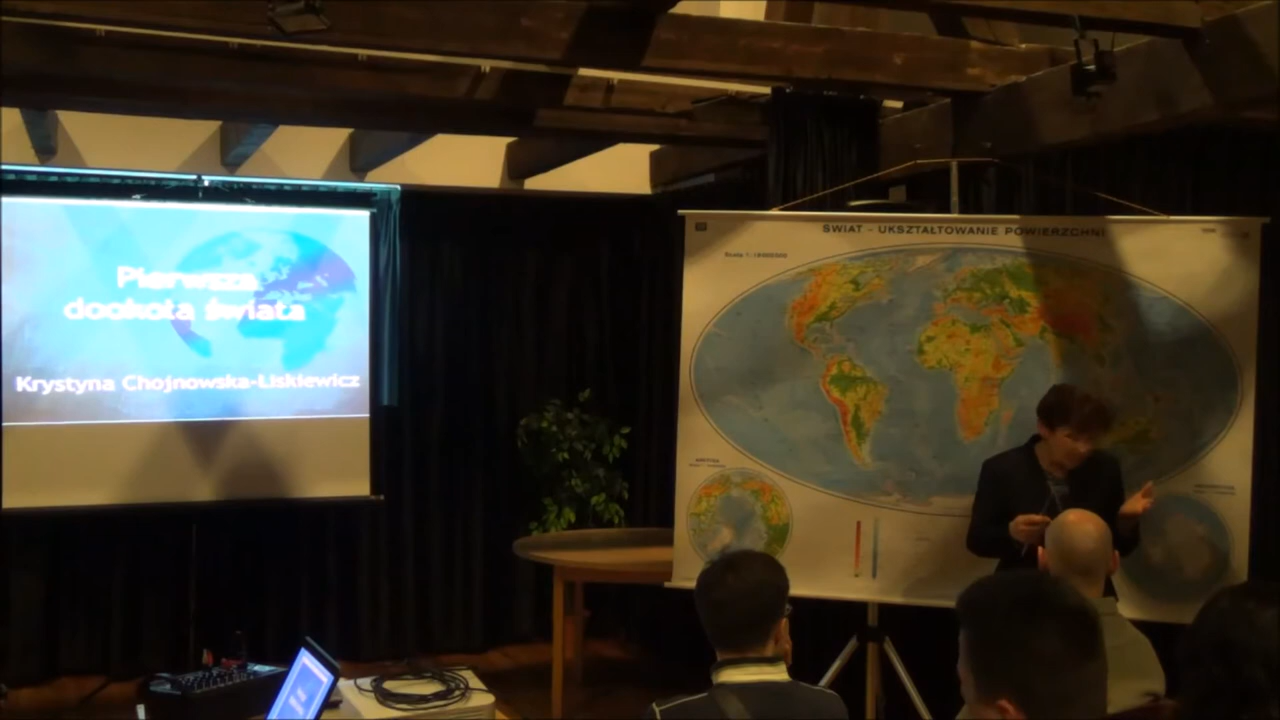 Pierwsza
dookoła świata
Krystyna Chojnowska-Liskiewicz
ŚWIAT - UKSZTAŁTOWANIE POWIERZCHNI